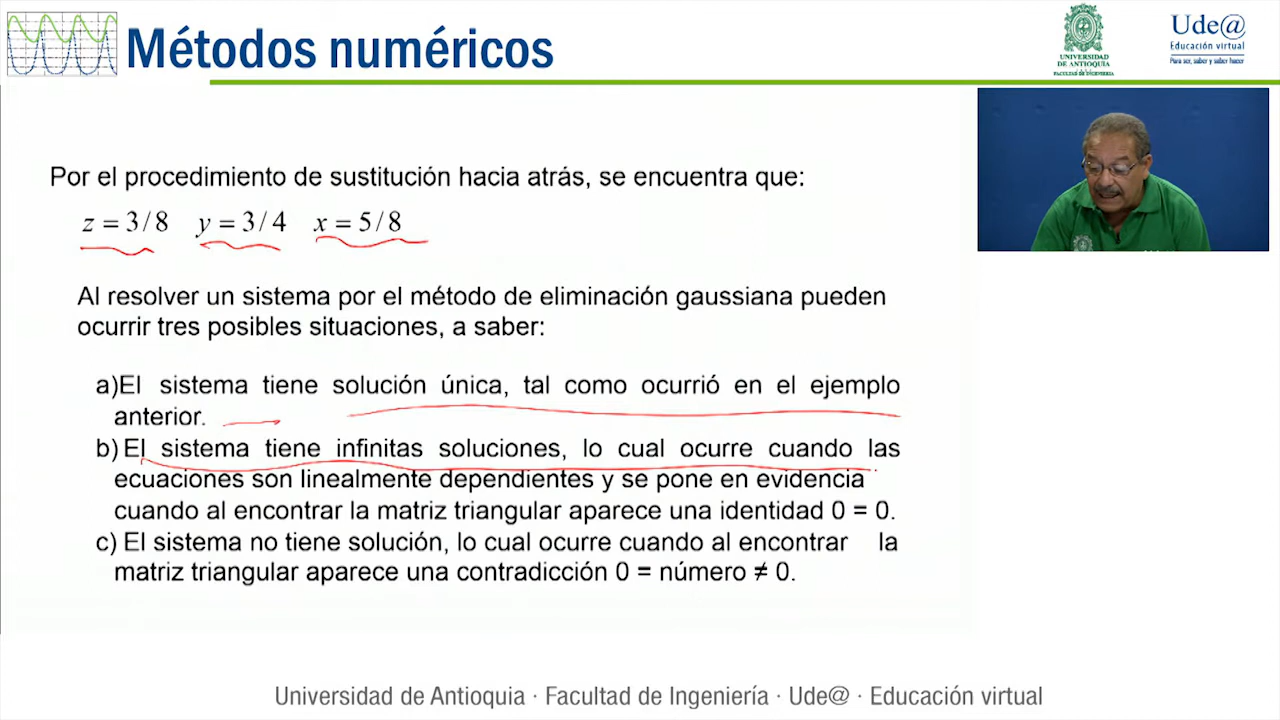 Métodos numéricos
UNIVERSIDAD
DE ANTIOQUIA
FACULTAD DE INGENIERÍA
Ude@
Educación virtual
Para ser, saber y saber hacer
Por el procedimiento de sustitución hacia atrás, se encuentra que:
z = 3/8 y = 3/4 x = 5/8
Al resolver un sistema por el método de eliminación gaussiana pueden
ocurrir tres posibles situaciones, a saber:
a)El sistema tiene solución única, tal como ocurrió en el ejemplo
anterior.
b) El sistema tiene infinitas soluciones, lo cual ocurre cuando las
ecuaciones son linealmente dependientes y se pone en evidencia
cuando al encontrar la matriz triangular aparece una identidad 0 = 0.
c) El sistema no tiene solución, lo cual ocurre cuando al encontrar la
matriz triangular aparece una contradicción 0 = número ≠ 0.
Universidad de Antioquia · Facultad de Ingeniería · Ude@ · Educación virtual